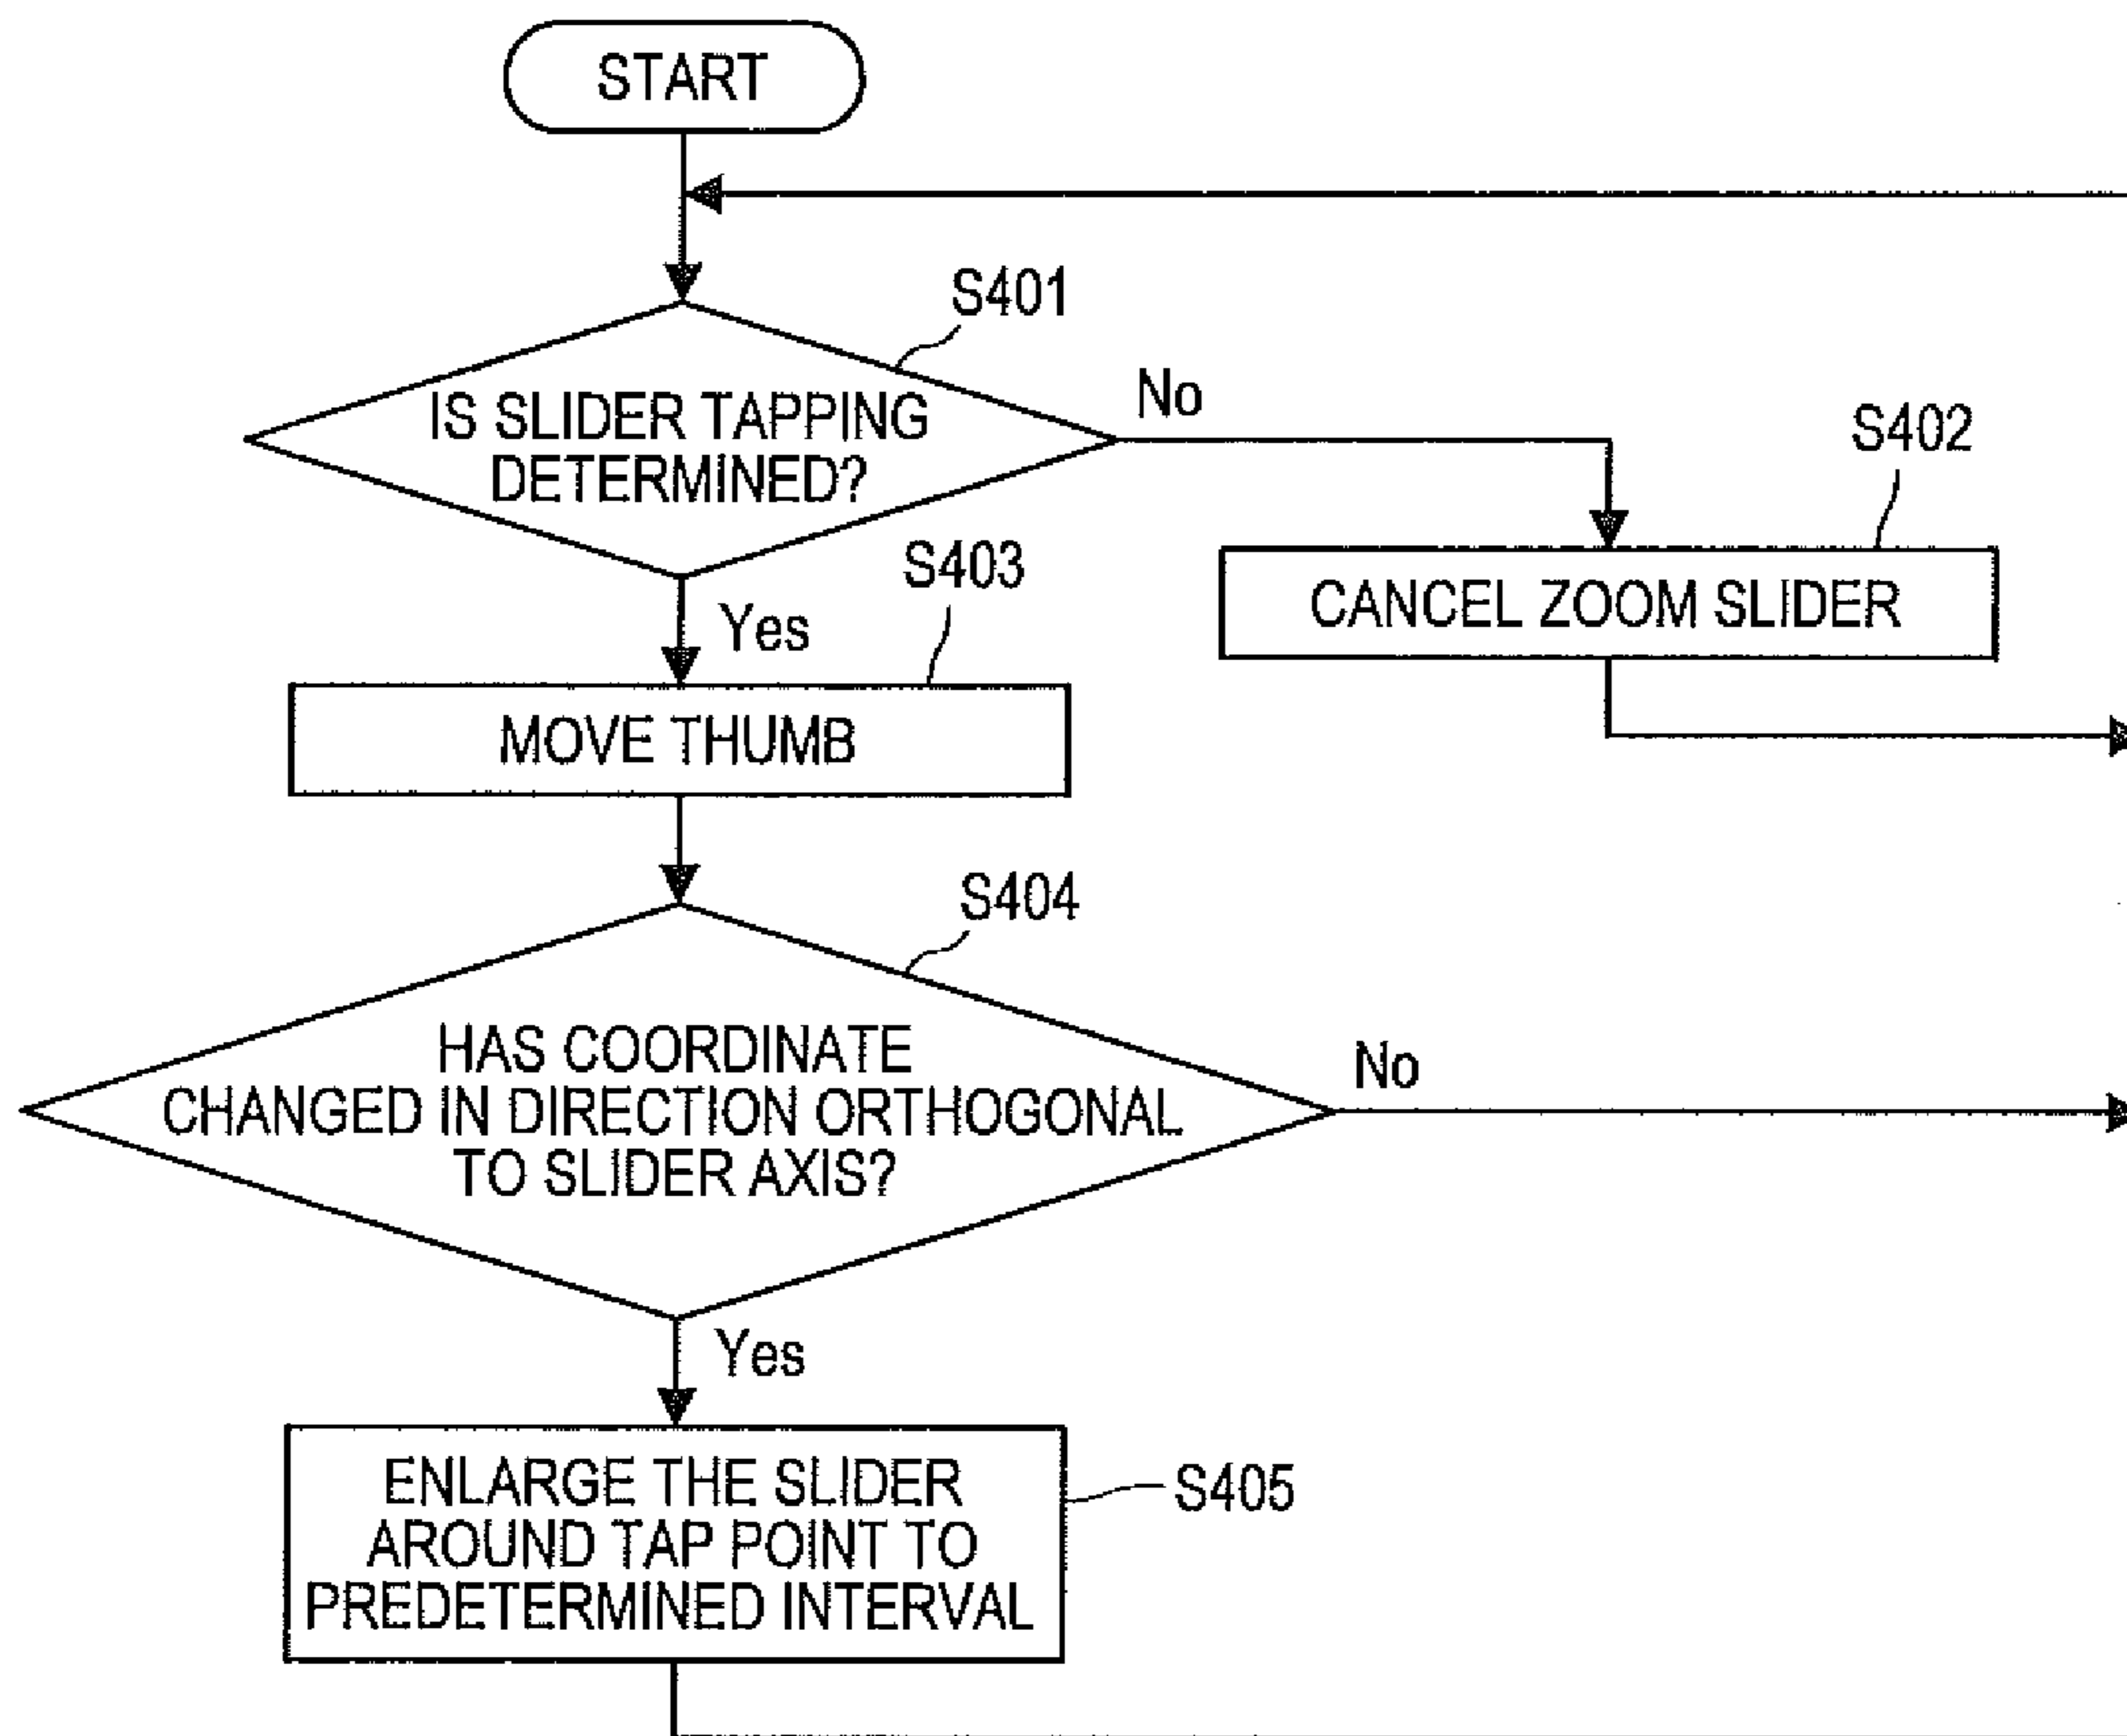 START
S401
IS SLIDER TAPPING
DETERMINED?
No
S402
CANCEL ZOOM SLIDER
Yes
S403
MOVE THUMB
S404
HAS COORDINATE
CHANGED IN DIRECTION ORTHOGONAL
TO SLIDER AXIS?
No
Yes
ENLARGE THE SLIDER
AROUND TAP POINT TO
PREDETERMINED INTERVAL
S405